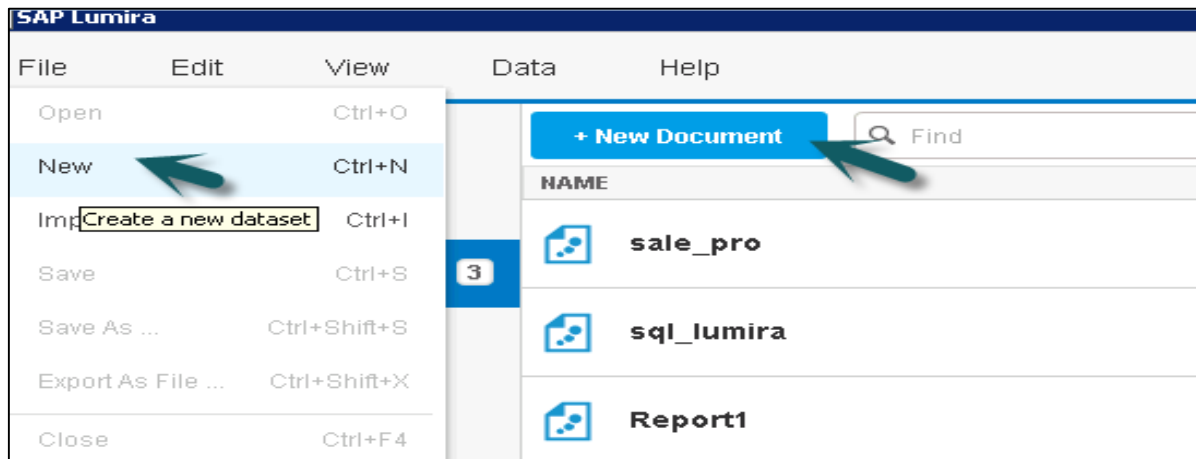 SAP Lumira
File Edit View Data Help
Open Ctrl+O
New Ctrl+N
Create a new dataset
Imp Ctrl+I
Save Ctrl+S
Save As ... Ctrl+Shift+S
Export As File ... Ctrl+Shift+X
Close Ctrl+F4
3
+ New Document
Find
NAME
sale_pro
sql_lumira
Report1